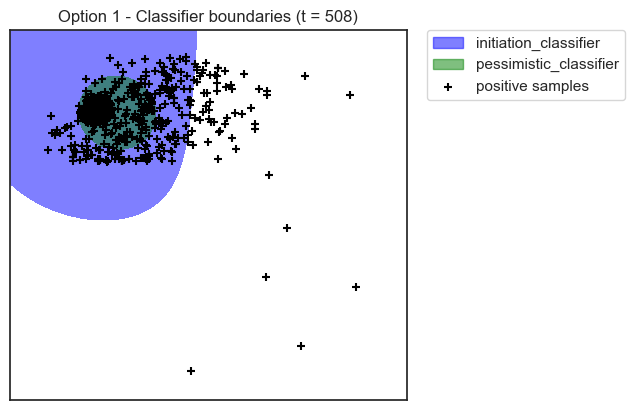 Option 1 - Classifier boundaries (t = 508)
initiation_classifier
pessimistic_classifier
positive samples